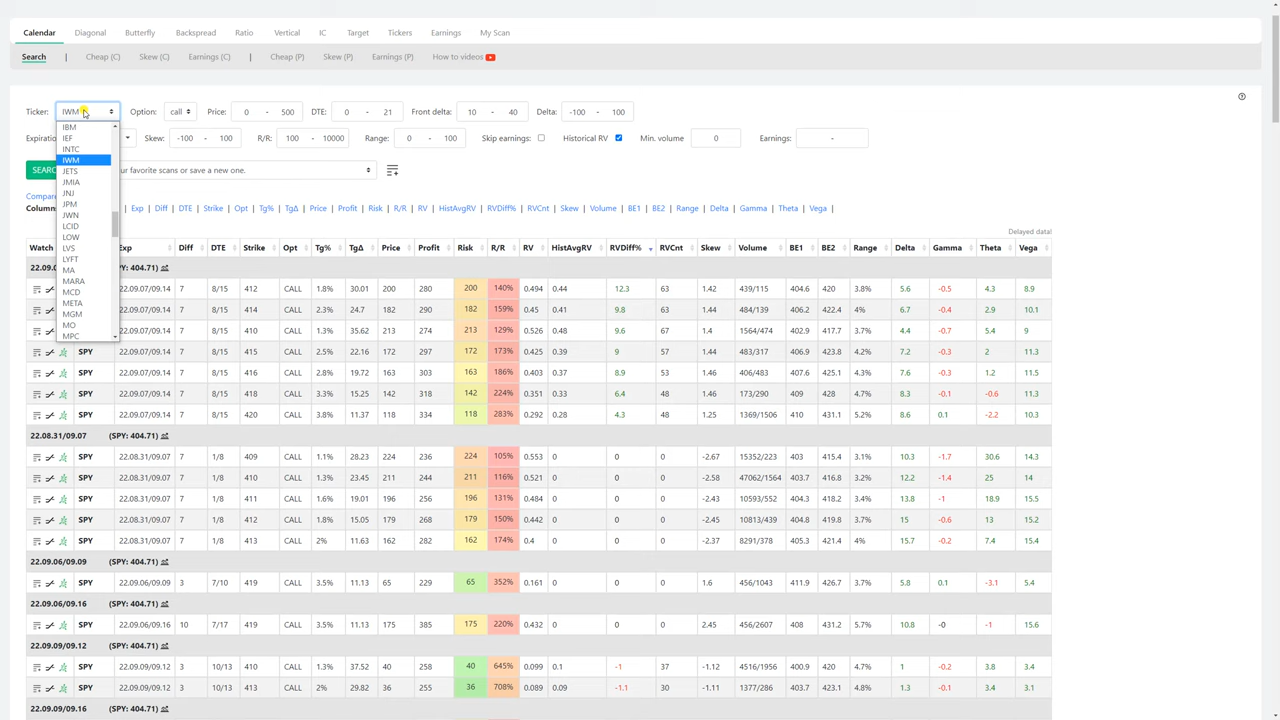 Calendar Diagonal Butterfly Backspread Ratio Vertical IC Target Tickers Earnings My Scan
Search | Cheap (C) Skew (C) Earnings (C) | Cheap (P) Skew (P) Earnings (P) How to videos
Ticker: IWM Option: call Price: 0 - 500 DTE: 0 - 21 Front delta: 10 - 40 Delta: -100 - 100
Expiratio Skew: -100 - 100 R/R: 100 - 10000 Range: 0 - 100 Skip earnings: Historical RV Min. volume 0 Earnings: -
SEARC ur favorite scans or save a new one.
Compar
Column | Exp | Diff | DTE | Strike | Opt | Tg% | TgΔ | Price | Profit | Risk | R/R | RV | HistAvgRV | RVDiff% | RVCnt | Skew | Volume | BE1 | BE2 | Range | Delta | Gamma | Theta | Vega |
IBM
IEF
INTC
IWM
JETS
JMIA
JNJ
JPM
JWN
LCID
LOW
LVS
LYFT
MA
MARA
MCD
META
MGM
MO
MPC
Delayed data!
Watch Exp Diff DTE Strike Opt Tg% TgΔ Price Profit Risk R/R RV HistAvgRV RVDiff% RVCnt Skew Volume BE1 BE2 Range Delta Gamma Theta Vega
22.09.0 (SPY: 404.71)
22.09.07/09.14 7 8/15 412 CALL 1.8% 30.01 200 280 200 140% 0.494 0.44 12.3 63 1.42 439/115 404.6 420 3.8% 5.6 -0.5 4.3 8.9
22.09.07/09.14 7 8/15 414 CALL 2.3% 24.7 182 290 182 159% 0.45 0.41 9.8 63 1.44 484/139 406 422.4 4% 6.7 -0.4 2.9 10.1
22.09.07/09.14 7 8/15 410 CALL 1.3% 35.62 213 274 213 129% 0.526 0.48 9.6 67 1.4 1564/474 402.9 417.7 3.7% 4.4 -0.7 5.4 9
SPY 22.09.07/09.14 7 8/15 415 CALL 2.5% 22.16 172 297 172 173% 0.425 0.39 9 57 1.44 483/317 406.9 423.9 4.2% 7.2 -0.3 2 11.3
SPY 22.09.07/09.14 7 8/15 416 CALL 2.8% 19.72 163 303 163 186% 0.403 0.37 8.9 53 1.46 406/483 407.6 425.1 4.3% 7.6 -0.3 1.2 11.5
SPY 22.09.07/09.14 7 8/15 418 CALL 3.3% 15.25 142 318 142 224% 0.351 0.33 6.4 48 1.44 173/290 409 428 4.7% 8.3 -0.1 -0.6 11.3
SPY 22.09.07/09.14 7 8/15 420 CALL 3.8% 11.37 118 334 118 283% 0.292 0.28 4.3 48 1.25 1369/1506 410 431.1 5.2% 8.6 0.1 -2.2 10.3
22.08.31/09.07 (SPY: 404.71)
SPY 22.08.31/09.07 7 1/8 409 CALL 1.1% 28.23 224 236 224 105% 0.553 0 0 0 -2.67 15352/223 403 415.4 3.1% 10.3 -1.7 30.6 14.3
SPY 22.08.31/09.07 7 1/8 410 CALL 1.3% 23.45 211 244 211 116% 0.521 0 0 0 -2.58 47062/1564 403.7 416.8 3.2% 12.2 -1.4 25 14
SPY 22.08.31/09.07 7 1/8 411 CALL 1.6% 19.01 196 256 196 131% 0.484 0 0 0 -2.43 10593/552 404.3 418.2 3.4% 13.8 -1 18.9 15.5
SPY 22.08.31/09.07 7 1/8 412 CALL 1.8% 15.05 179 268 179 150% 0.442 0 0 0 -2.45 10813/439 404.8 419.8 3.7% 15 -0.6 13 15.2
SPY 22.08.31/09.07 7 1/8 413 CALL 2% 11.63 162 282 162 174% 0.4 0 0 0 -2.37 8291/378 405.3 421.4 4% 15.7 -0.2 7.4 15.4
22.09.06/09.09 (SPY: 404.71)
SPY 22.09.06/09.09 3 7/10 419 CALL 3.5% 11.13 65 229 65 352% 0.161 0 0 0 1.6 456/1043 411.9 426.7 3.7% 5.8 0.1 -3.1 5.4
22.09.06/09.16 (SPY: 404.71)
SPY 22.09.06/09.16 10 7/17 419 CALL 3.5% 11.13 175 385 175 220% 0.432 0 0 0 2.45 456/2607 408 431.2 5.7% 10.8 -0 -1 15.6
22.09.09/09.12 (SPY: 404.71)
SPY 22.09.09/09.12 3 10/13 410 CALL 1.3% 37.52 40 258 40 645% 0.099 0.1 -1 37 -1.12 4516/1956 400.9 420 4.7% 1 -0.2 3.8 3.4
SPY 22.09.09/09.12 3 10/13 413 CALL 2% 29.82 36 255 36 708% 0.089 0.09 -1.1 30 -1.11 1377/286 402.4 424 4.8% 1.3 -0.1 3.4 3.1
22.09.09/09.16 (SPY: 404.71)